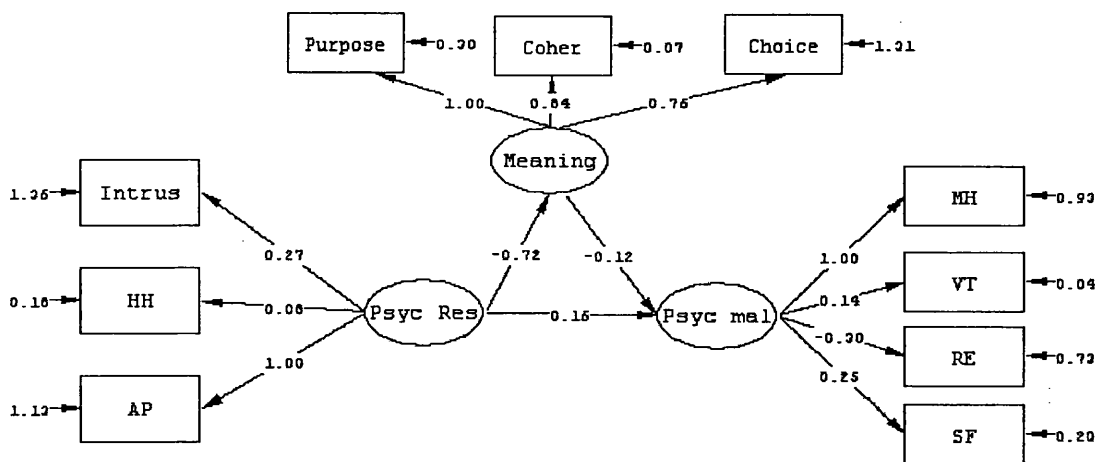 Purpose 0.30 Coher 0.07 Choice 1.31
1.00 0.84 0.76
Meaning
1.36 Intrus MH 0.93
0.27 -0.72 -0.12 1.00
0.16 HH 0.06 Psyc Res 0.16 Psyc mal 0.14 VT 0.04
1.00 -0.30 RE 0.73
0.25
1.13 AP SF 0.20